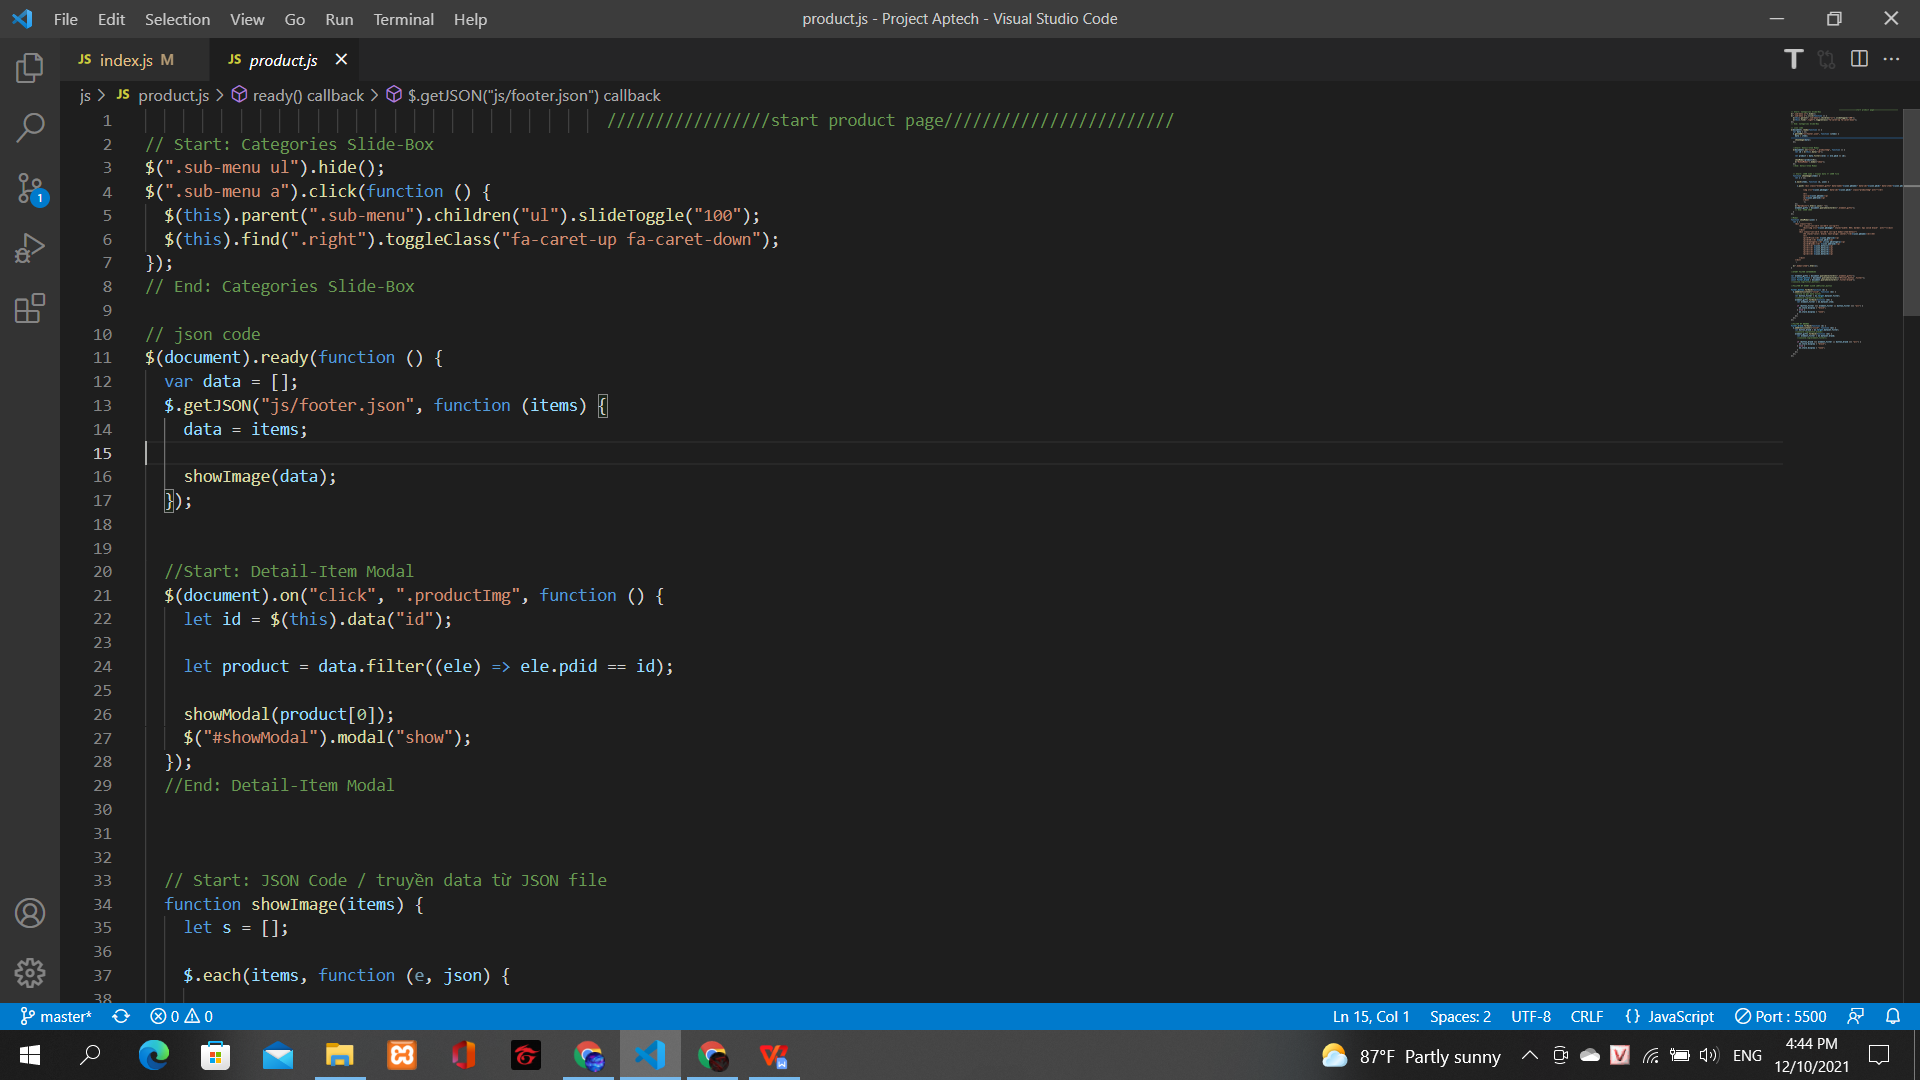 File Edit Selection View Go Run Terminal Help
product.js - Project Aptech - Visual Studio Code
JS index.js M
JS product.js
js > JS product.js > ready() callback > $.getJSON("js/footer.json") callback
1 /////////////////start product page////////////////////////
2 // Start: Categories Slide-Box
3 $(".sub-menu ul").hide();
4 $(".sub-menu a").click(function () {
5 $(this).parent(".sub-menu").children("ul").slideToggle("100");
6 $(this).find(".right").toggleClass("fa-caret-up fa-caret-down");
7 });
8 // End: Categories Slide-Box
9
10 // json code
11 $(document).ready(function () {
12 var data = [];
13 $.getJSON("js/footer.json", function (items) {
14 data = items;
15
16 showImage(data);
17 });
18
19
20 //Start: Detail-Item Modal
21 $(document).on("click", ".productImg", function () {
22 let id = $(this).data("id");
23
24 let product = data.filter((ele) => ele.pdid == id);
25
26 showModal(product[0]);
27 $("#showModal").modal("show");
28 });
29 //End: Detail-Item Modal
30
31
32
33 // Start: JSON Code / truyền data từ JSON file
34 function showImage(items) {
35 let s = [];
36
37 $.each(items, function (e, json) {
38
1
master*
0 0
Ln 15, Col 1
Spaces: 2
UTF-8
CRLF
{} JavaScript
Port : 5500
87°F Partly sunny
ENG
4:44 PM
12/10/2021